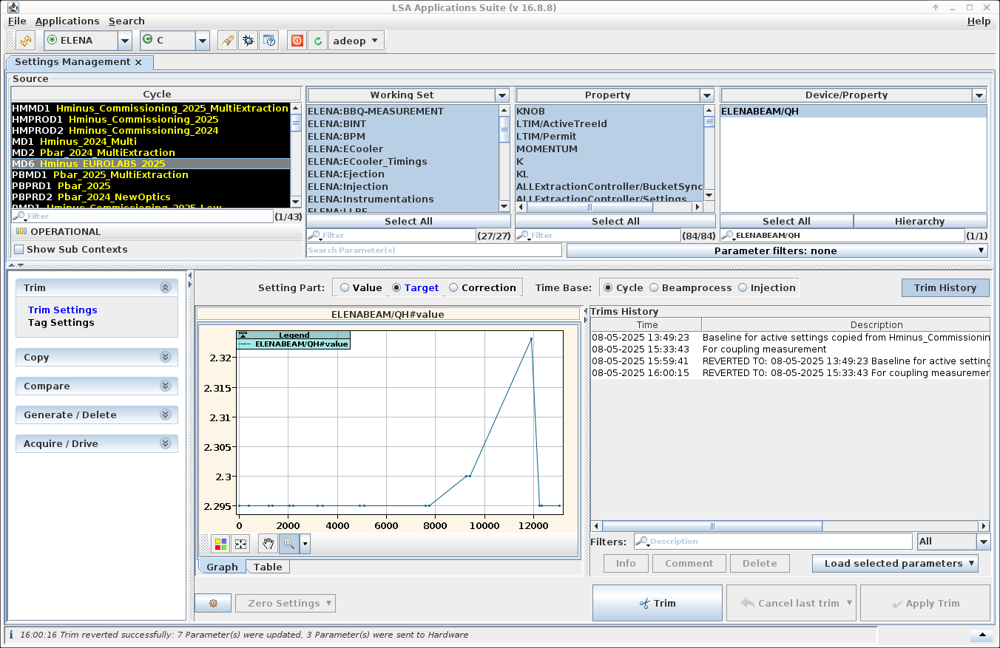 LSA Applications Suite (v 16.8.8)
File Applications Search Help
ELENA C adeop
Settings Management
Source
Cycle
HMMD1 Hminus_Commissioning_2025_MultiExtraction
HMPROD1 Hminus_Commissioning_2025
HMPROD2 Hminus_Commissioning_2024
MD1 Hminus_2024_Multi
MD2 Pbar_2024_MultiExtraction
MD6 Hminus_EUROLABS_2025
PBMD1 Pbar_2025_MultiExtraction
PBPRD1 Pbar_2025
PBPRD2 Pbar_2024_NewOptics
Filter (1/43)
OPERATIONAL
Show Sub Contexts
Working Set
ELENA:BBQ-MEASUREMENT
ELENA:BINT
ELENA:BPM
ELENA:ECooler
ELENA:ECooler_Timings
ELENA:Ejection
ELENA:Injection
ELENA:Instrumentations
Select All
Filter (27/27)
Search Parameter(s)
Property
KNOB
LTIM/ActiveTreeId
LTIM/Permit
MOMENTUM
K
KL
ALLExtractionController/BucketSync
ALLExtractionController/Settings
Select All
Filter (84/84)
Device/Property
ELENABEAM/QH
Select All Hierarchy
ELENABEAM/QH (1/1)
Parameter filters: none
Trim
Trim Settings
Tag Settings
Copy
Compare
Generate / Delete
Acquire / Drive
Setting Part: Value Target Correction Time Base: Cycle Beamprocess Injection Trim History
ELENABEAM/QH#value
Legend
ELENABEAM/QH#value
2.32
2.315
2.31
2.305
2.3
2.295
0 2000 4000 6000 8000 10000 12000
Graph Table
Zero Settings
Trims History
Time Description
08-05-2025 13:49:23 Baseline for active settings copied from Hminus_Commissionin
08-05-2025 15:33:43 For coupling measurement
08-05-2025 15:59:41 REVERTED TO: 08-05-2025 13:49:23 Baseline for active setting
08-05-2025 16:00:15 REVERTED TO: 08-05-2025 15:33:43 For coupling measuremen
Filters: Description All
Info Comment Delete Load selected parameters
Trim Cancel last trim Apply Trim
16:00:16 Trim reverted successfully: 7 Parameter(s) were updated, 3 Parameter(s) were sent to Hardware